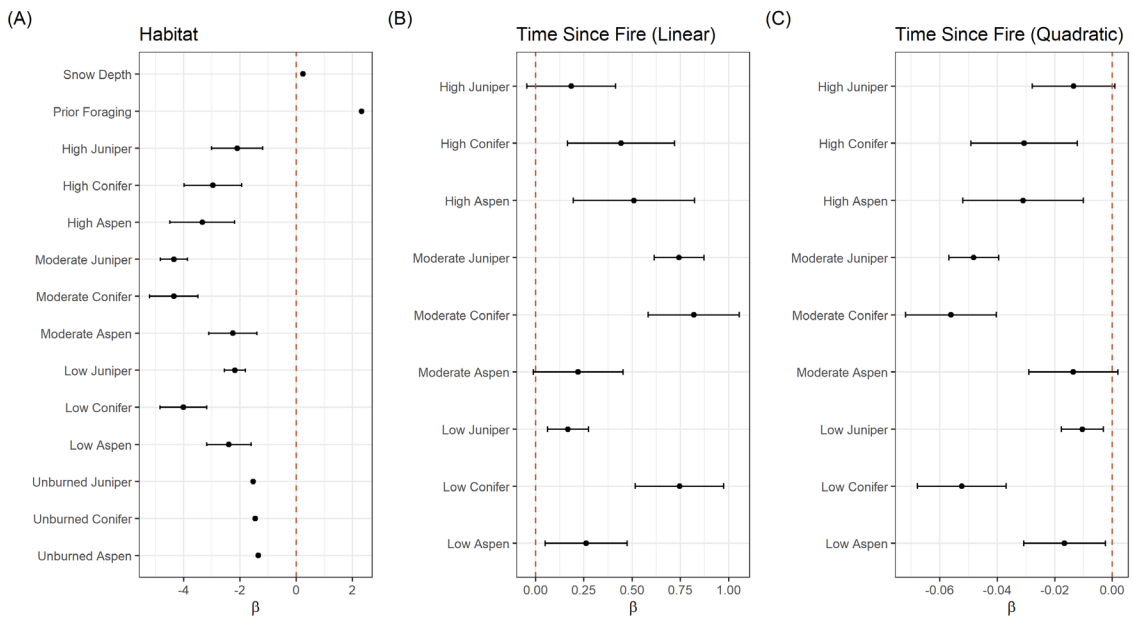 (A)
Habitat
Snow Depth
Prior Foraging
High Juniper
High Conifer
High Aspen
Moderate Juniper
Moderate Conifer
Moderate Aspen
Low Juniper
Low Conifer
Low Aspen
Unburned Juniper
Unburned Conifer
Unburned Aspen
-4 -2 0 2
β
(B)
Time Since Fire (Linear)
High Juniper
High Conifer
High Aspen
Moderate Juniper
Moderate Conifer
Moderate Aspen
Low Juniper
Low Conifer
Low Aspen
0.00 0.25 0.50 0.75 1.00
β
(C)
Time Since Fire (Quadratic)
High Juniper
High Conifer
High Aspen
Moderate Juniper
Moderate Conifer
Moderate Aspen
Low Juniper
Low Conifer
Low Aspen
-0.06 -0.04 -0.02 0.00
β